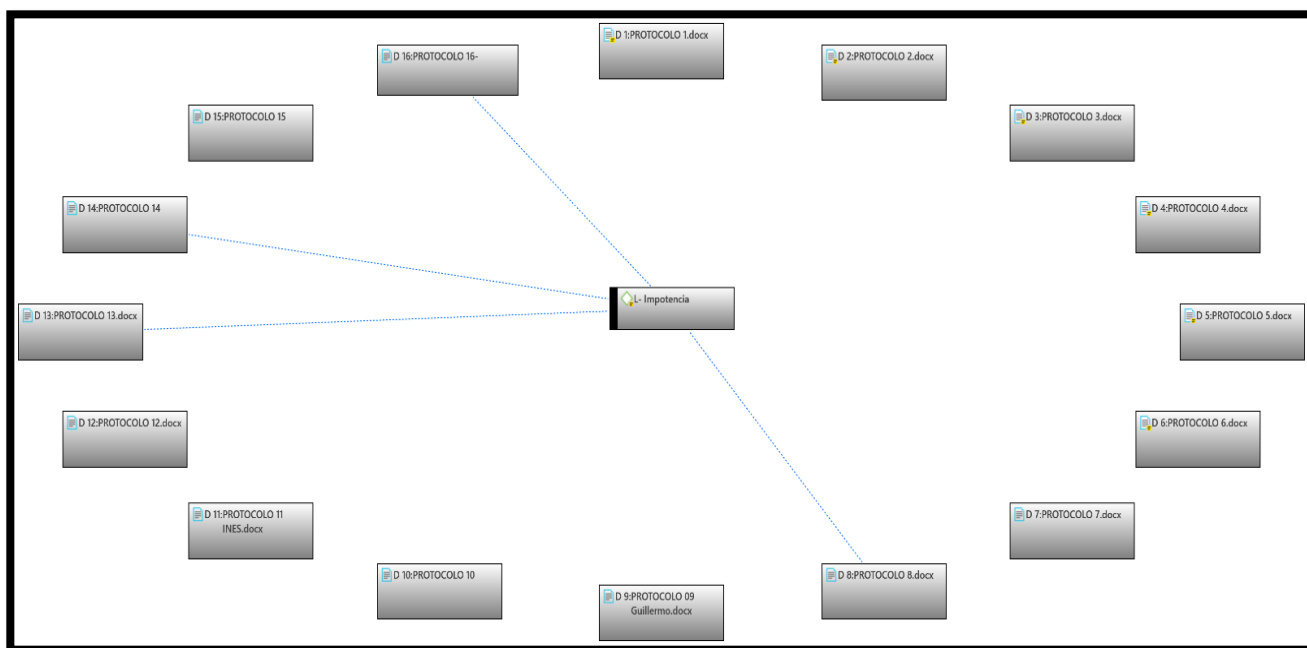 D 1:PROTOCOLO 1.docx
D 16:PROTOCOLO 16-
D 2:PROTOCOLO 2.docx
D 15:PROTOCOLO 15
D 3:PROTOCOLO 3.docx
D 14:PROTOCOLO 14
D 4:PROTOCOLO 4.docx
L- Impotencia
D 13:PROTOCOLO 13.docx
D 5:PROTOCOLO 5.docx
D 12:PROTOCOLO 12.docx
D 6:PROTOCOLO 6.docx
D 11:PROTOCOLO 11
INES.docx
D 7:PROTOCOLO 7.docx
D 10:PROTOCOLO 10
D 8:PROTOCOLO 8.docx
D 9:PROTOCOLO 09
Guillermo.docx